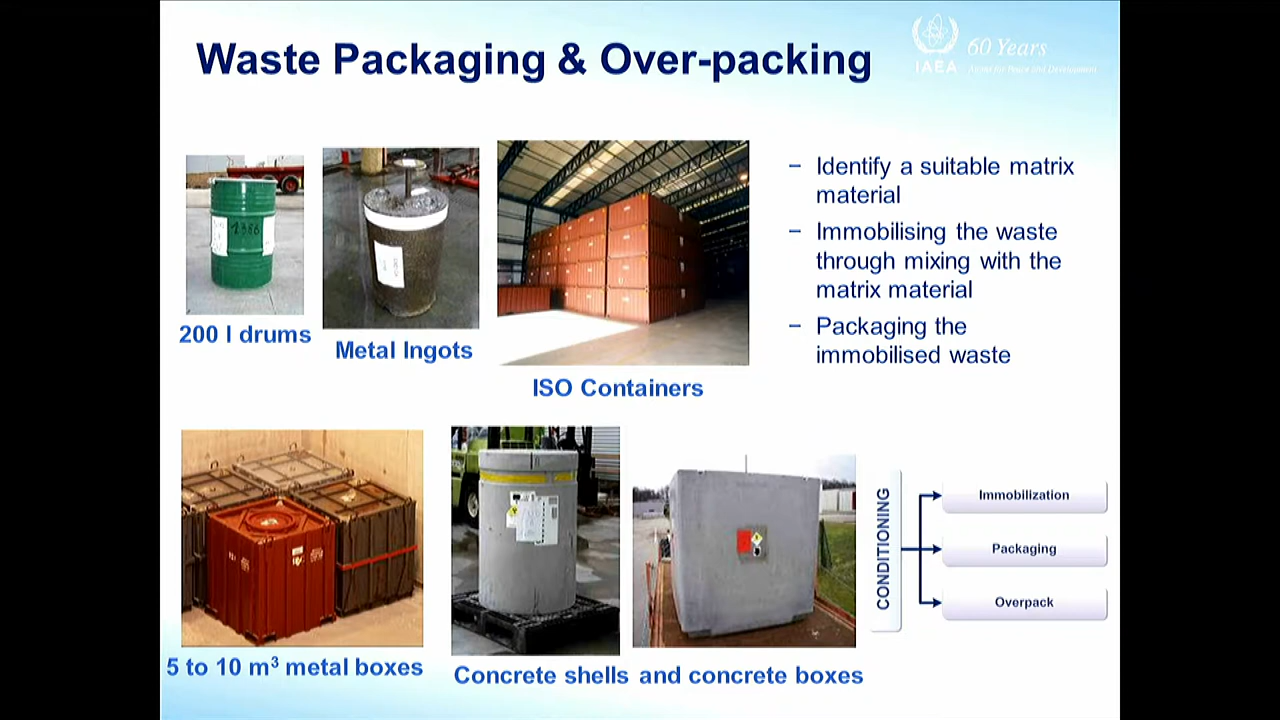 Waste Packaging & Over-packing
IAEA
60 Years
Atoms for Peace and Development
– Identify a suitable matrix
material
– Immobilising the waste
through mixing with the
matrix material
– Packaging the
immobilised waste
1386
200 l drums
Metal Ingots
ISO Containers
5 to 10 m³ metal boxes
Concrete shells and concrete boxes
CONDITIONING
Immobilization
Packaging
Overpack